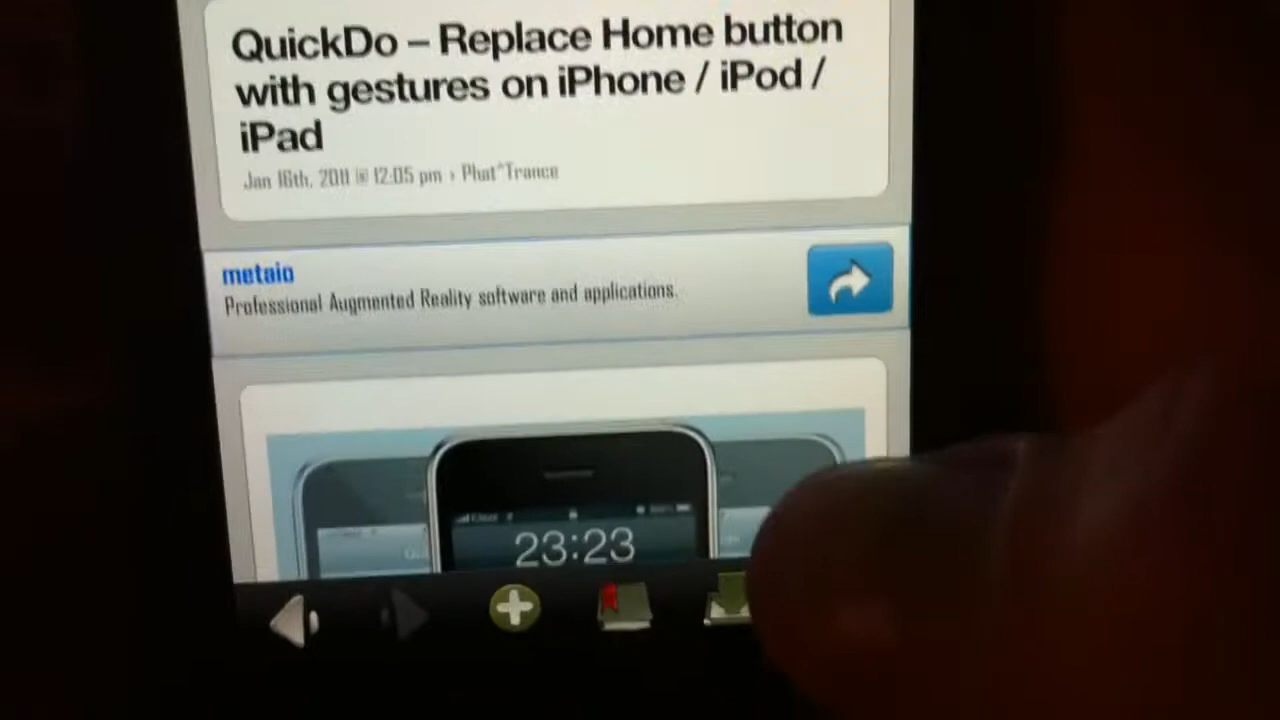 QuickDo – Replace Home button
with gestures on iPhone / iPod /
iPad
Jan 16th, 2011 @ 12:05 pm › Phat^Trance
metaio
Professional Augmented Reality software and applications.
23:23